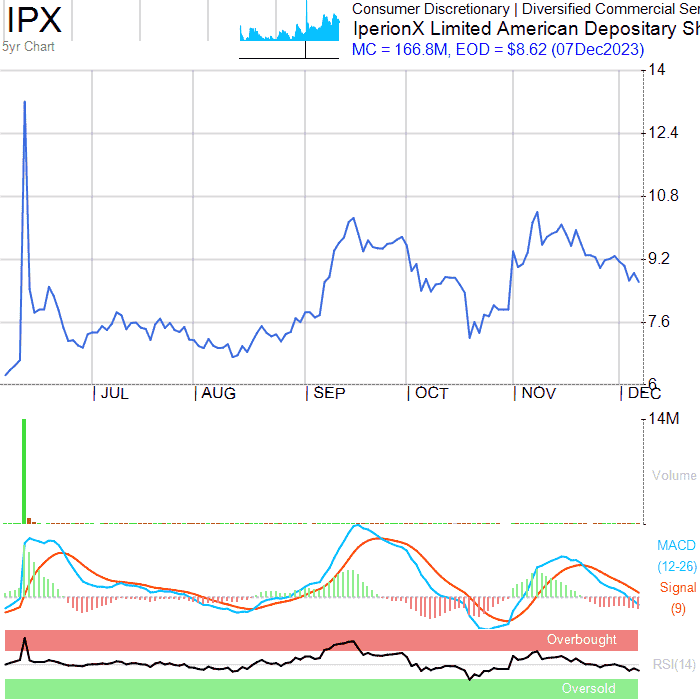 IPX
5yr Chart
Consumer Discretionary | Diversified Commercial Ser
IperionX Limited American Depositary Sh
MC = 166.8M, EOD = $8.62 (07Dec2023)
14
12.4
10.8
9.2
7.6
6
JUL AUG SEP OCT NOV DEC
14M
Volume
MACD
(12-26)
Signal
(9)
Overbought
RSI(14)
Oversold